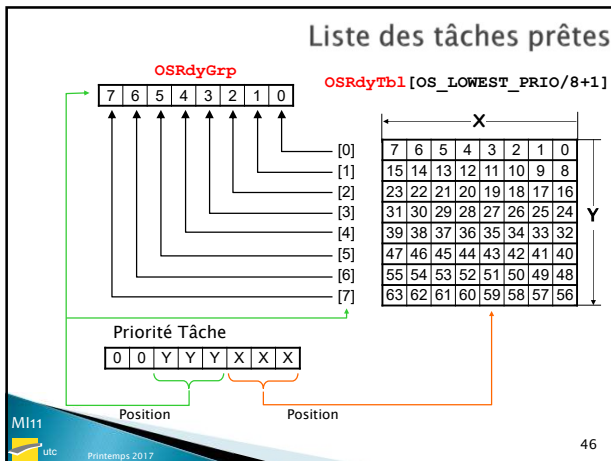 Liste des tâches prêtes
OSRdyGrp
OSRdyTbl[OS_LOWEST_PRIO/8+1]
7 6 5 4 3 2 1 0
X
[0] 7 6 5 4 3 2 1 0
[1] 15 14 13 12 11 10 9 8
[2] 23 22 21 20 19 18 17 16
[3] 31 30 29 28 27 26 25 24
Y
[4] 39 38 37 36 35 34 33 32
[5] 47 46 45 44 43 42 41 40
[6] 55 54 53 52 51 50 49 48
[7] 63 62 61 60 59 58 57 56
Priorité Tâche
0 0 Y Y Y X X X
Position Position
MI11
utc
Printemps 2017
46